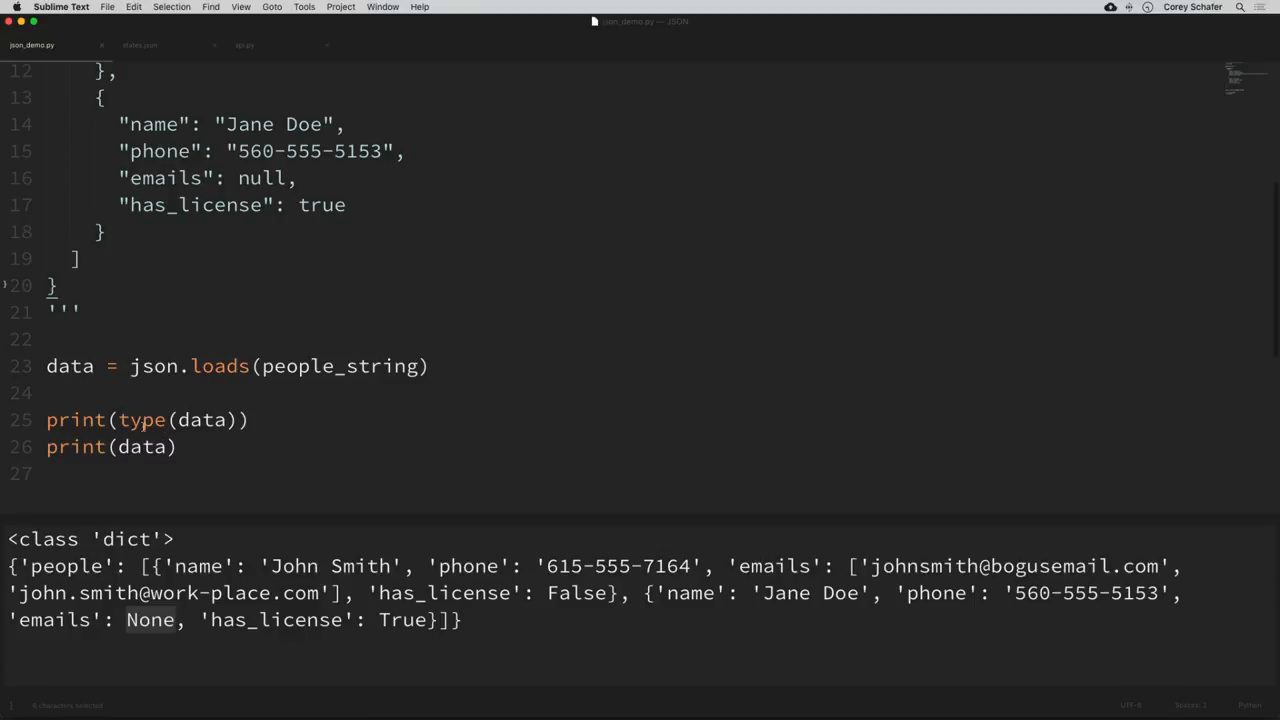 Sublime Text File Edit Selection Find View Goto Tools Project Window Help Corey Schafer
json_demo.py — JSON
json_demo.py states.json api.py
12 },
13 {
14 "name": "Jane Doe",
15 "phone": "560-555-5153",
16 "emails": null,
17 "has_license": true
18 }
19 ]
20 }
21 '''
22
23 data = json.loads(people_string)
24
25 print(type(data))
26 print(data)
27
<class 'dict'>
{'people': [{'name': 'John Smith', 'phone': '615-555-7164', 'emails': ['johnsmith@bogusemail.com',
'john.smith@work-place.com'], 'has_license': False}, {'name': 'Jane Doe', 'phone': '560-555-5153',
'emails': None, 'has_license': True}]}
6 characters selected UTF-8 Spaces: 2 Python